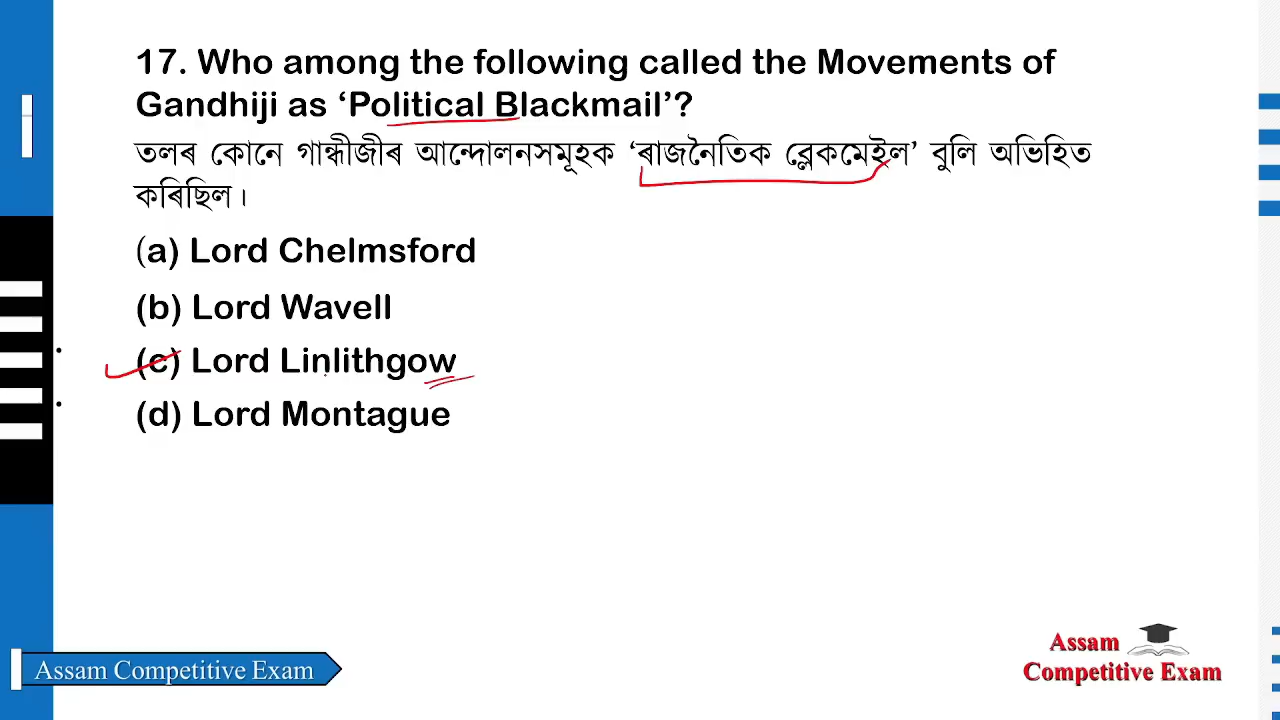 17. Who among the following called the Movements of
Gandhiji as ‘Political Blackmail’?
তলৰ কোনে গান্ধীজীৰ আন্দোলনসমূহক ‘ৰাজনৈতিক ব্লেকমেইল’ বুলি অভিহিত
কৰিছিল।
(a) Lord Chelmsford
(b) Lord Wavell
(c) Lord Linlithgow
(d) Lord Montague
Assam Competitive Exam
Assam
Competitive Exam